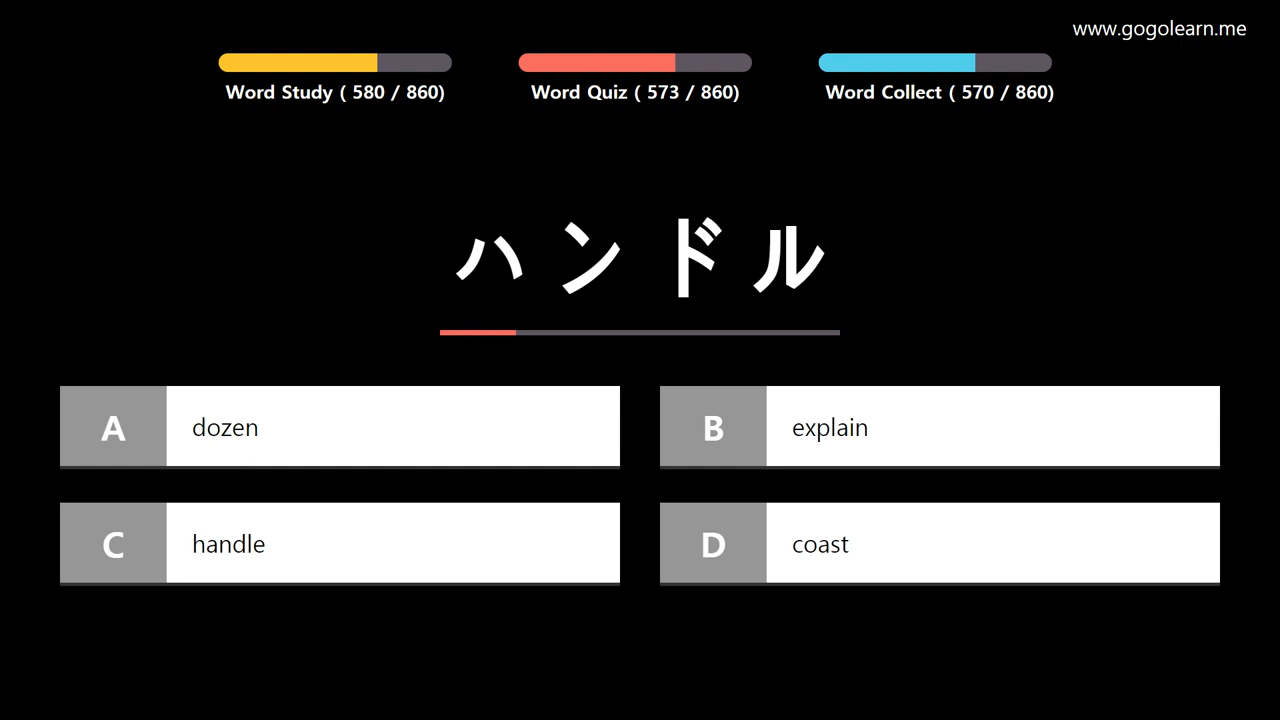 www.gogolearn.me
Word Study ( 580 / 860)
Word Quiz ( 573 / 860)
Word Collect ( 570 / 860)
ハンドル
A dozen
B explain
C handle
D coast